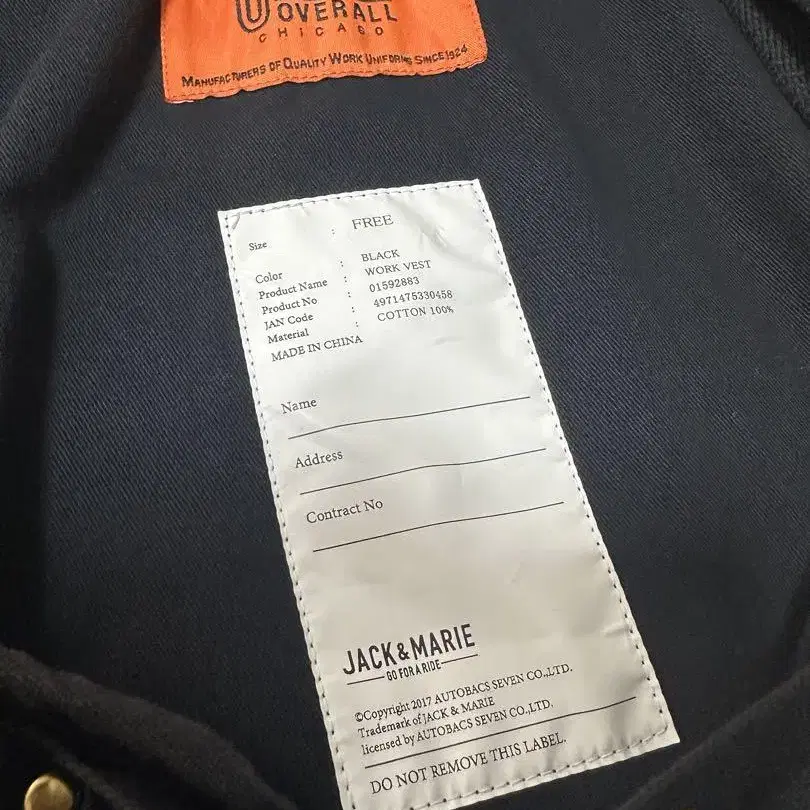 OVERALL
CHICAGO
MANUFACTURERS OF QUALITY WORK UNIFORMS SINCE 1924
Size : FREE
Color : BLACK
Product Name : WORK VEST
Product No : 01592883
JAN Code : 4971475330458
Material : COTTON 100%
MADE IN CHINA
Name
Address
Contract No
JACK&MARIE
GO FOR A RIDE
©Copyright 2017 AUTOBACS SEVEN CO.,LTD.
Trademark of JACK & MARIE
licensed by AUTOBACS SEVEN CO.,LTD.
DO NOT REMOVE THIS LABEL.